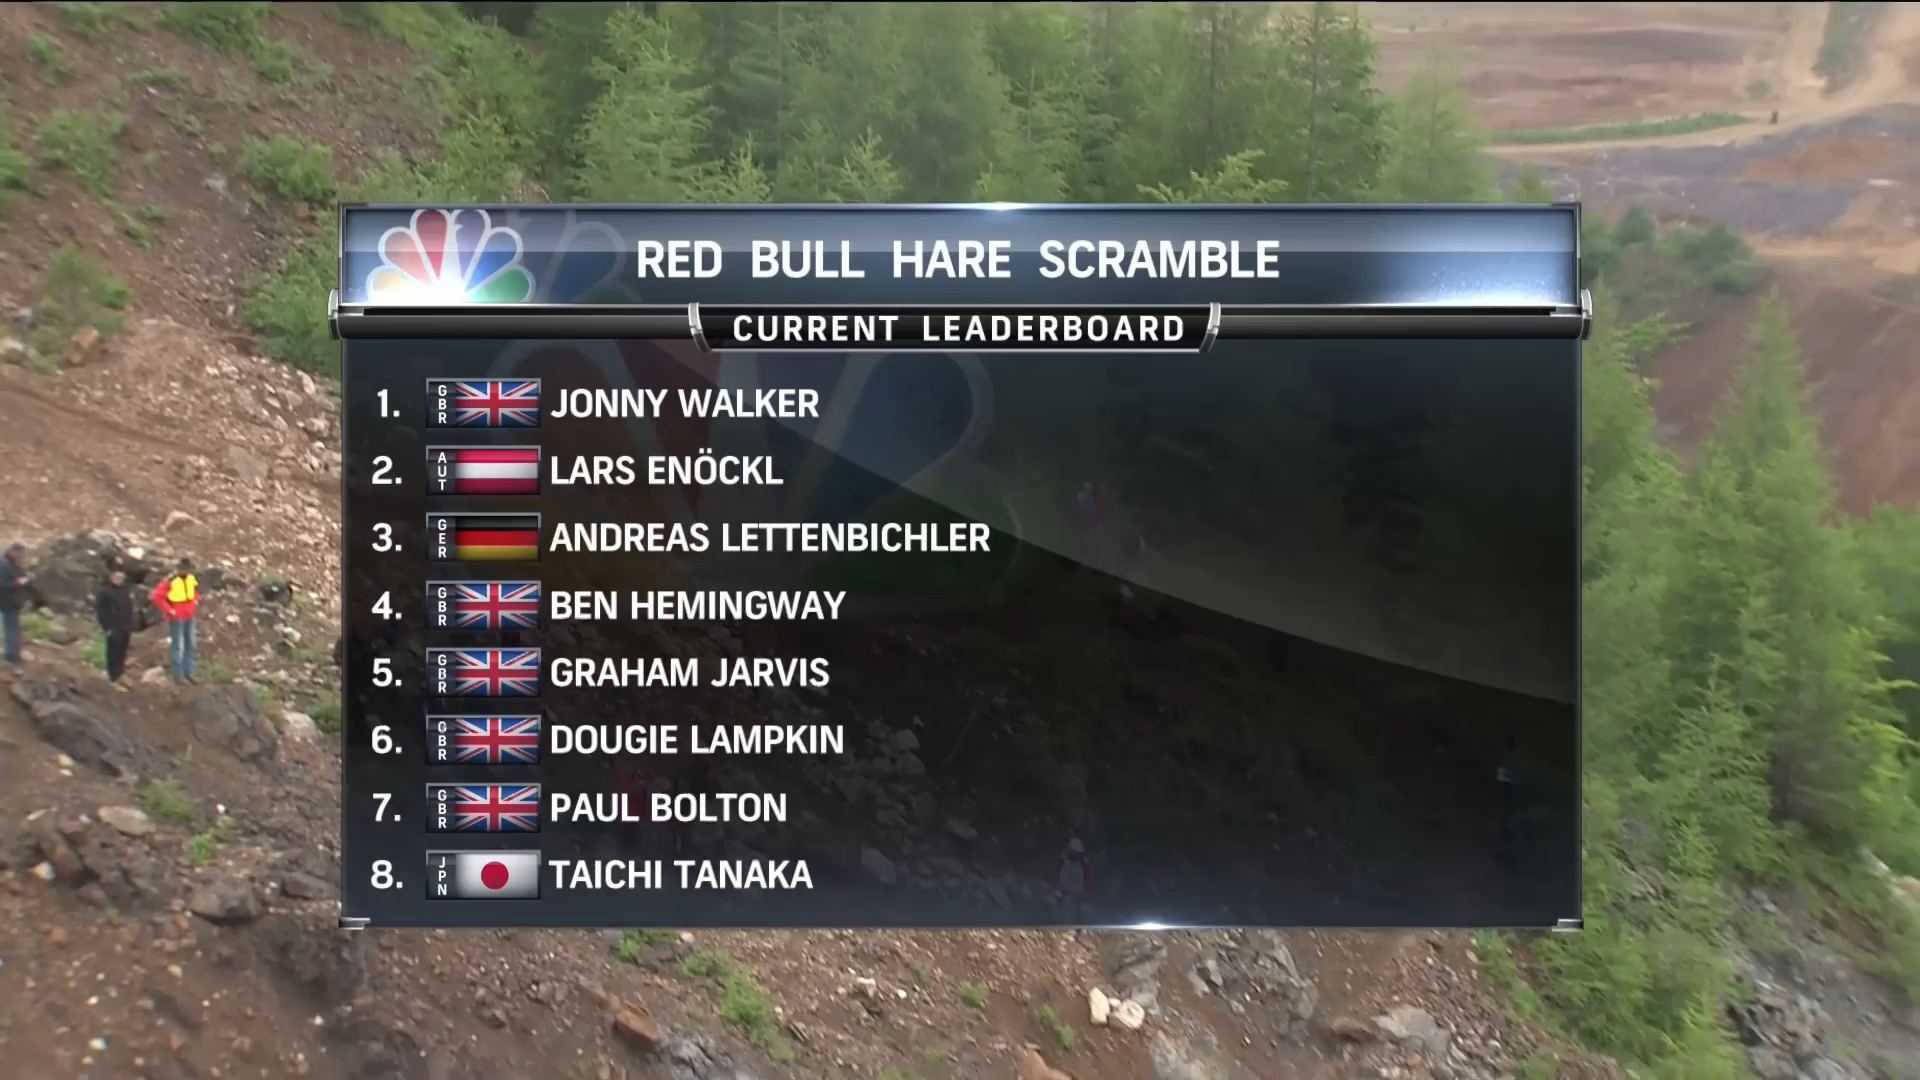 RED BULL HARE SCRAMBLE
CURRENT LEADERBOARD
1. GBR JONNY WALKER
2. AUT LARS ENÖCKL
3. GER ANDREAS LETTENBICHLER
4. GBR BEN HEMINGWAY
5. GBR GRAHAM JARVIS
6. GBR DOUGIE LAMPKIN
7. GBR PAUL BOLTON
8. JPN TAICHI TANAKA